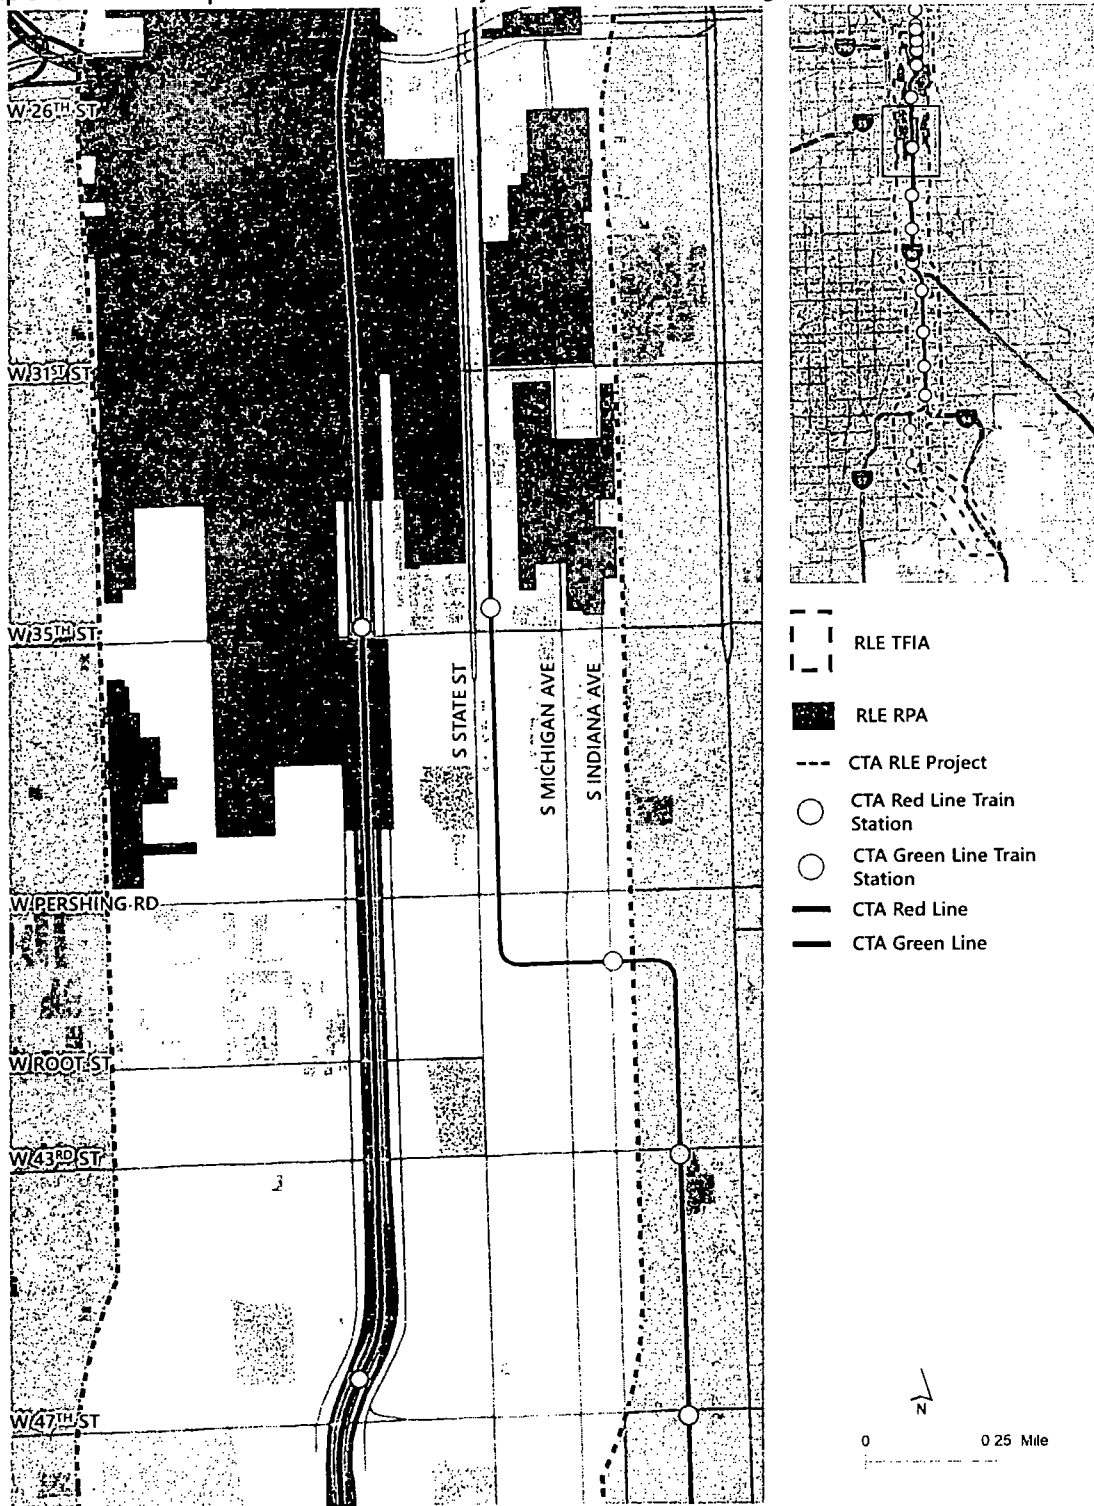 W 26TH ST
W 31ST ST
W 35TH ST
S STATE ST
S MICHIGAN AVE
S INDIANA AVE
W PERSHING RD
W ROOT ST
W 43RD ST
W 47TH ST
RLE TFIA
RLE RPA
CTA RLE Project
CTA Red Line Train
Station
CTA Green Line Train
Station
CTA Red Line
CTA Green Line
N
0 0 25 Mile